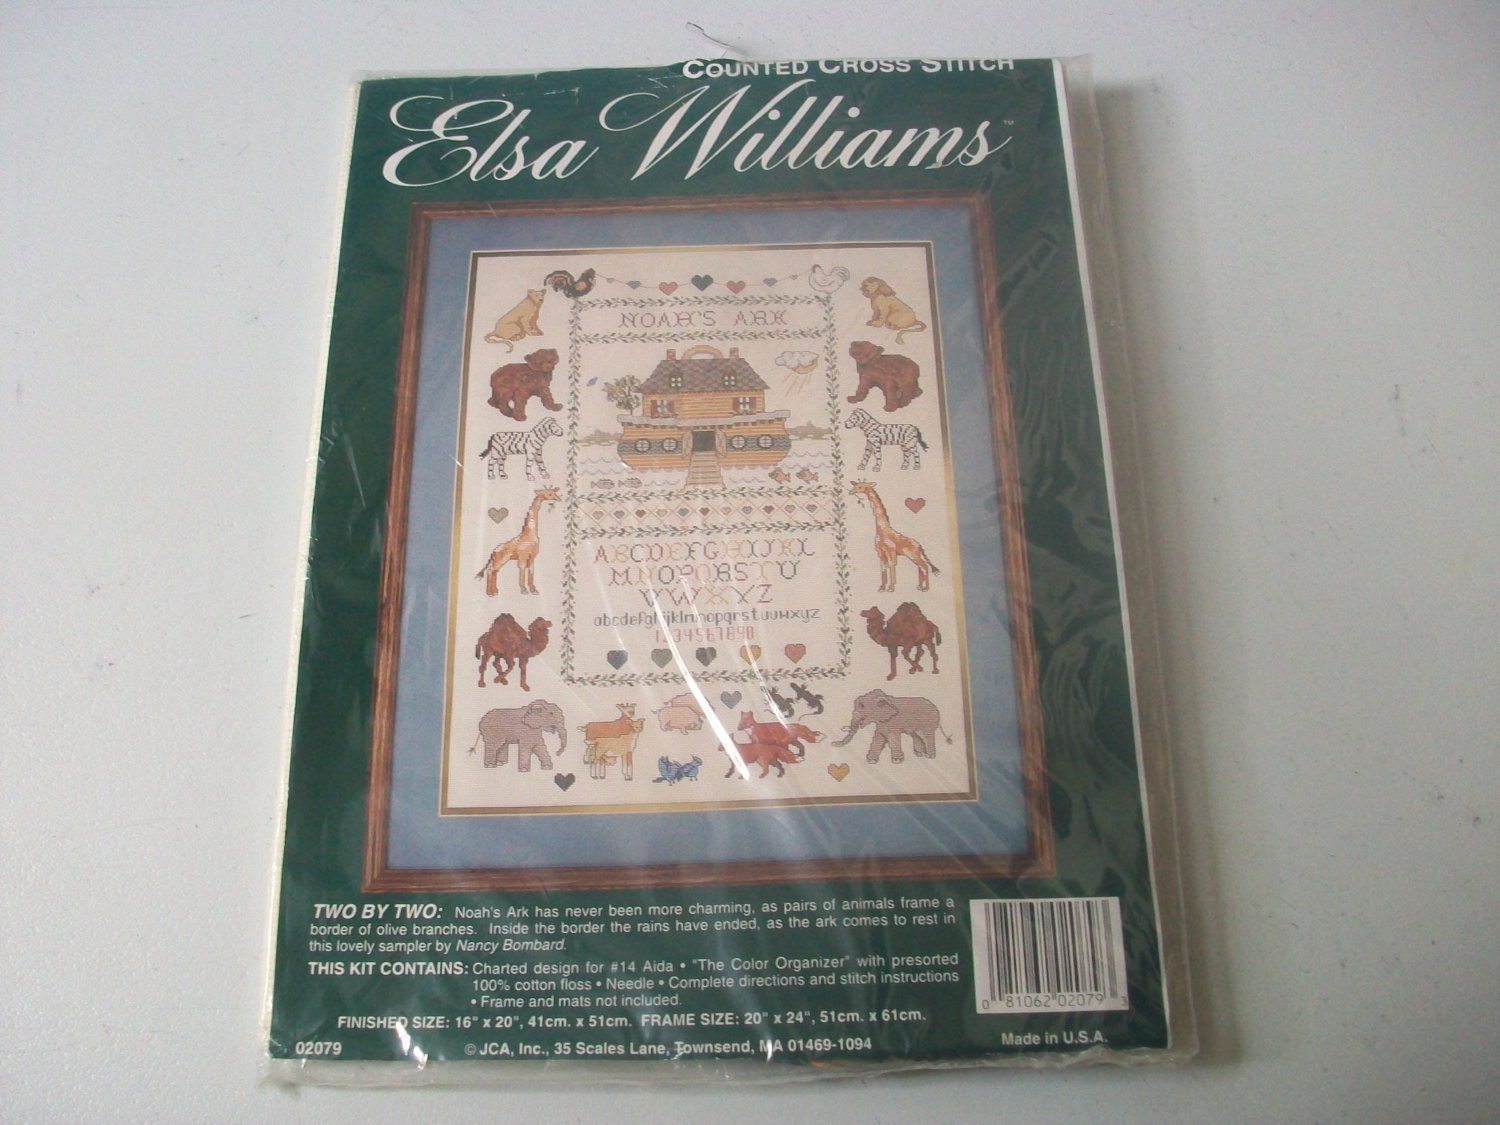 COUNTED CROSS STITCH
Elsa Williams™
NOAH'S ARK
ABCDEFGHIJKL
MNOPQRSTU
VWXYZ
abcdefghijklmnopqrstuvwxyz
1234567890
TWO BY TWO: Noah's Ark has never been more charming, as pairs of animals frame a
border of olive branches. Inside the border the rains have ended, as the ark comes to rest in
this lovely sampler by Nancy Bombard.
THIS KIT CONTAINS: Charted design for #14 Aida • "The Color Organizer" with presorted
100% cotton floss • Needle • Complete directions and stitch instructions
• Frame and mats not included.
FINISHED SIZE: 16" x 20", 41cm. x 51cm. FRAME SIZE: 20" x 24", 51cm. x 61cm.
0 81062 02079 3
02079
© JCA, Inc., 35 Scales Lane, Townsend, MA 01469-1094
Made in U.S.A.